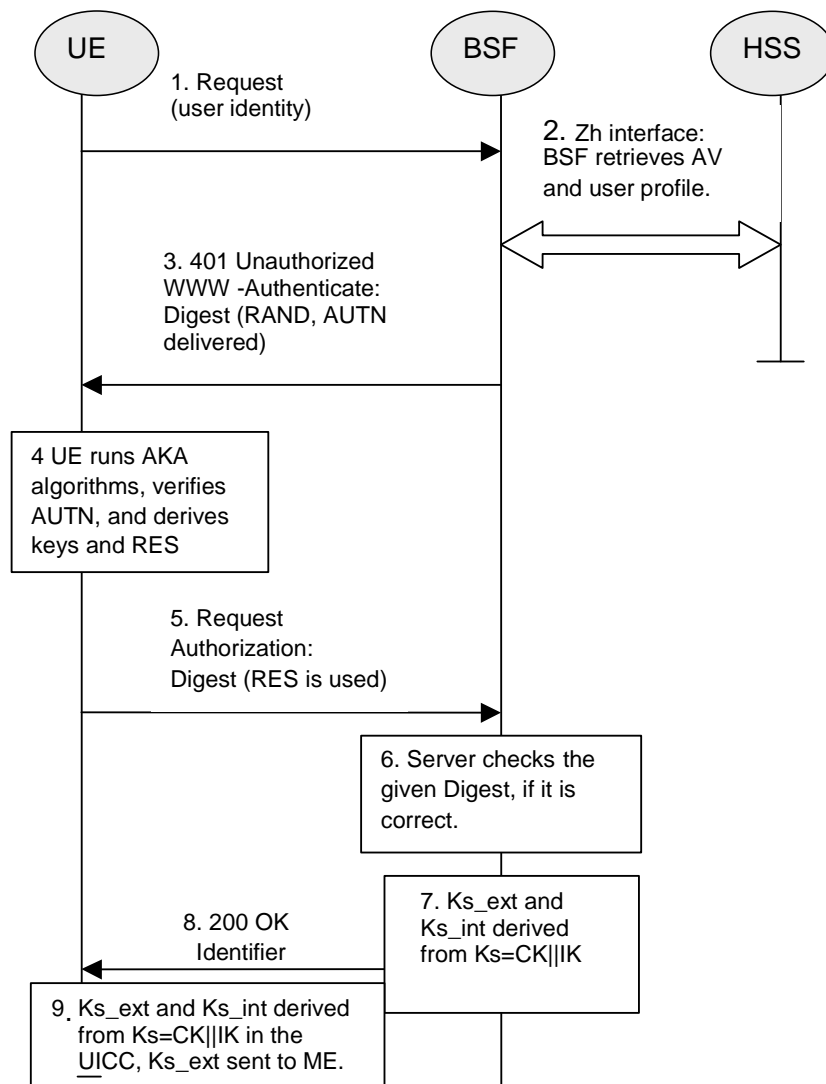 UE
BSF
HSS
1. Request
(user identity)
2. Zh interface:
BSF retrieves AV
and user profile.
3. 401 Unauthorized
WWW -Authenticate:
Digest (RAND, AUTN
delivered)
4 UE runs AKA
algorithms, verifies
AUTN, and derives
keys and RES
5. Request
Authorization:
Digest (RES is used)
6. Server checks the
given Digest, if it is
correct.
7. Ks_ext and
Ks_int derived
from Ks=CK||IK
8. 200 OK
Identifier
9. Ks_ext and Ks_int derived
from Ks=CK||IK in the
UICC, Ks_ext sent to ME.